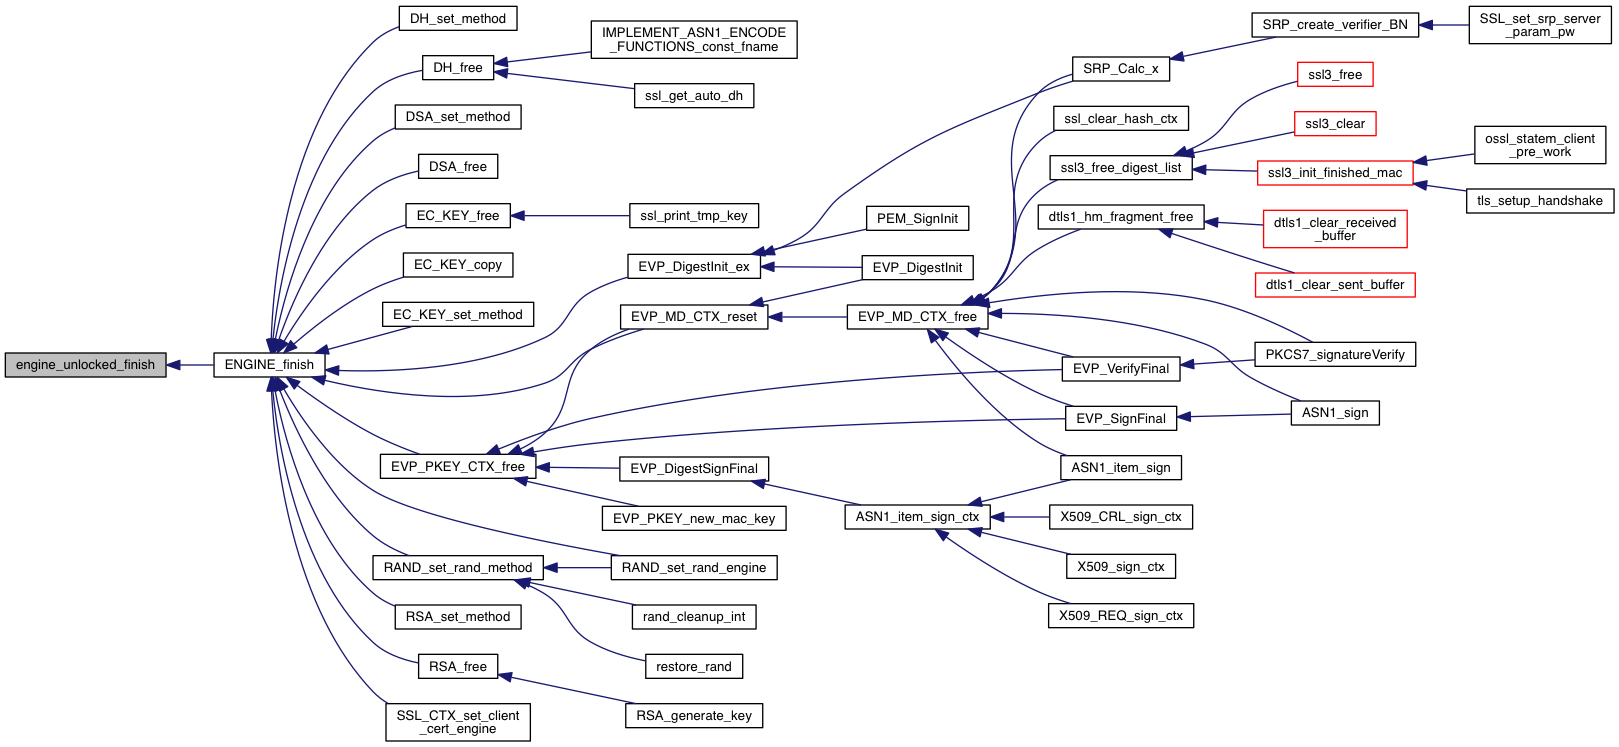 engine_unlocked_finish
ENGINE_finish
DH_set_method
DH_free
IMPLEMENT_ASN1_ENCODE
_FUNCTIONS_const_fname
ssl_get_auto_dh
DSA_set_method
DSA_free
EC_KEY_free
ssl_print_tmp_key
EC_KEY_copy
EC_KEY_set_method
EVP_DigestInit_ex
EVP_MD_CTX_reset
EVP_PKEY_CTX_free
EVP_DigestSignFinal
EVP_PKEY_new_mac_key
RAND_set_rand_method
RAND_set_rand_engine
rand_cleanup_int
restore_rand
RSA_set_method
RSA_free
RSA_generate_key
SSL_CTX_set_client
_cert_engine
PEM_SignInit
EVP_DigestInit
EVP_MD_CTX_free
ASN1_item_sign_ctx
SRP_Calc_x
SRP_create_verifier_BN
SSL_set_srp_server
_param_pw
ssl_clear_hash_ctx
ssl3_free_digest_list
ssl3_free
ssl3_clear
ssl3_init_finished_mac
ossl_statem_client
_pre_work
tls_setup_handshake
dtls1_hm_fragment_free
dtls1_clear_received
_buffer
dtls1_clear_sent_buffer
EVP_VerifyFinal
PKCS7_signatureVerify
EVP_SignFinal
ASN1_sign
ASN1_item_sign
X509_CRL_sign_ctx
X509_sign_ctx
X509_REQ_sign_ctx